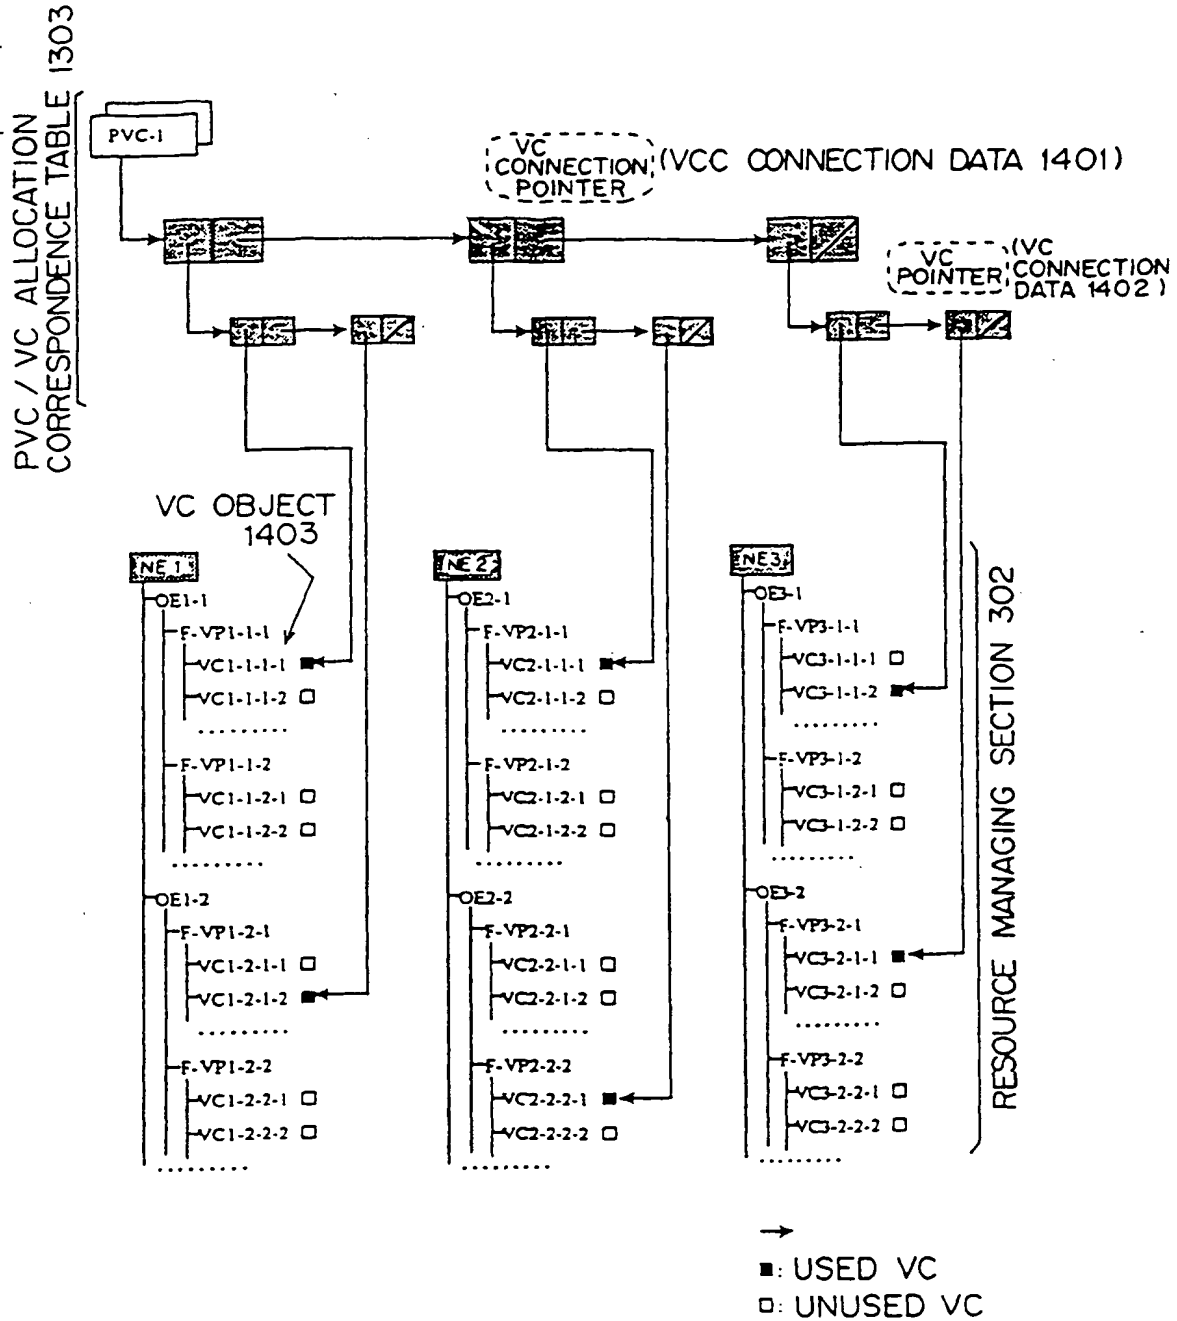 PVC / VC ALLOCATION
CORRESPONDENCE TABLE 1303
PVC-1
VC
CONNECTION
POINTER
(VCC CONNECTION DATA 1401)
VC
POINTER
(VC
CONNECTION
DATA 1402)
VC OBJECT
1403
NE1
OE1-1
F-VP1-1-1
VC1-1-1-1
VC1-1-1-2
.........
F-VP1-1-2
VC1-1-2-1
VC1-1-2-2
.........
OE1-2
F-VP1-2-1
VC1-2-1-1
VC1-2-1-2
.........
F-VP1-2-2
VC1-2-2-1
VC1-2-2-2
.........
NE2
OE2-1
F-VP2-1-1
VC2-1-1-1
VC2-1-1-2
.........
F-VP2-1-2
VC2-1-2-1
VC2-1-2-2
.........
OE2-2
F-VP2-2-1
VC2-2-1-1
VC2-2-1-2
.........
F-VP2-2-2
VC2-2-2-1
VC2-2-2-2
.........
NE3
OE3-1
F-VP3-1-1
VC3-1-1-1
VC3-1-1-2
.........
F-VP3-1-2
VC3-1-2-1
VC3-1-2-2
.........
OE3-2
F-VP3-2-1
VC3-2-1-1
VC3-2-1-2
.........
F-VP3-2-2
VC3-2-2-1
VC3-2-2-2
.........
RESOURCE MANAGING SECTION 302
→
■: USED VC
□: UNUSED VC